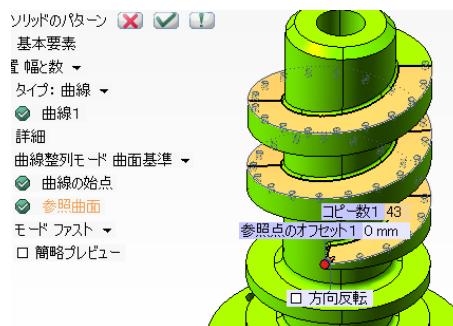 ソリッドのパターン
基本要素
置 幅と数
タイプ: 曲線
曲線1
詳細
曲線整列モード 曲面基準
曲線の始点
参照曲面
モード ファスト
簡略プレビュー
コピー数1 43
参照点のオフセット1 0 mm
方向反転